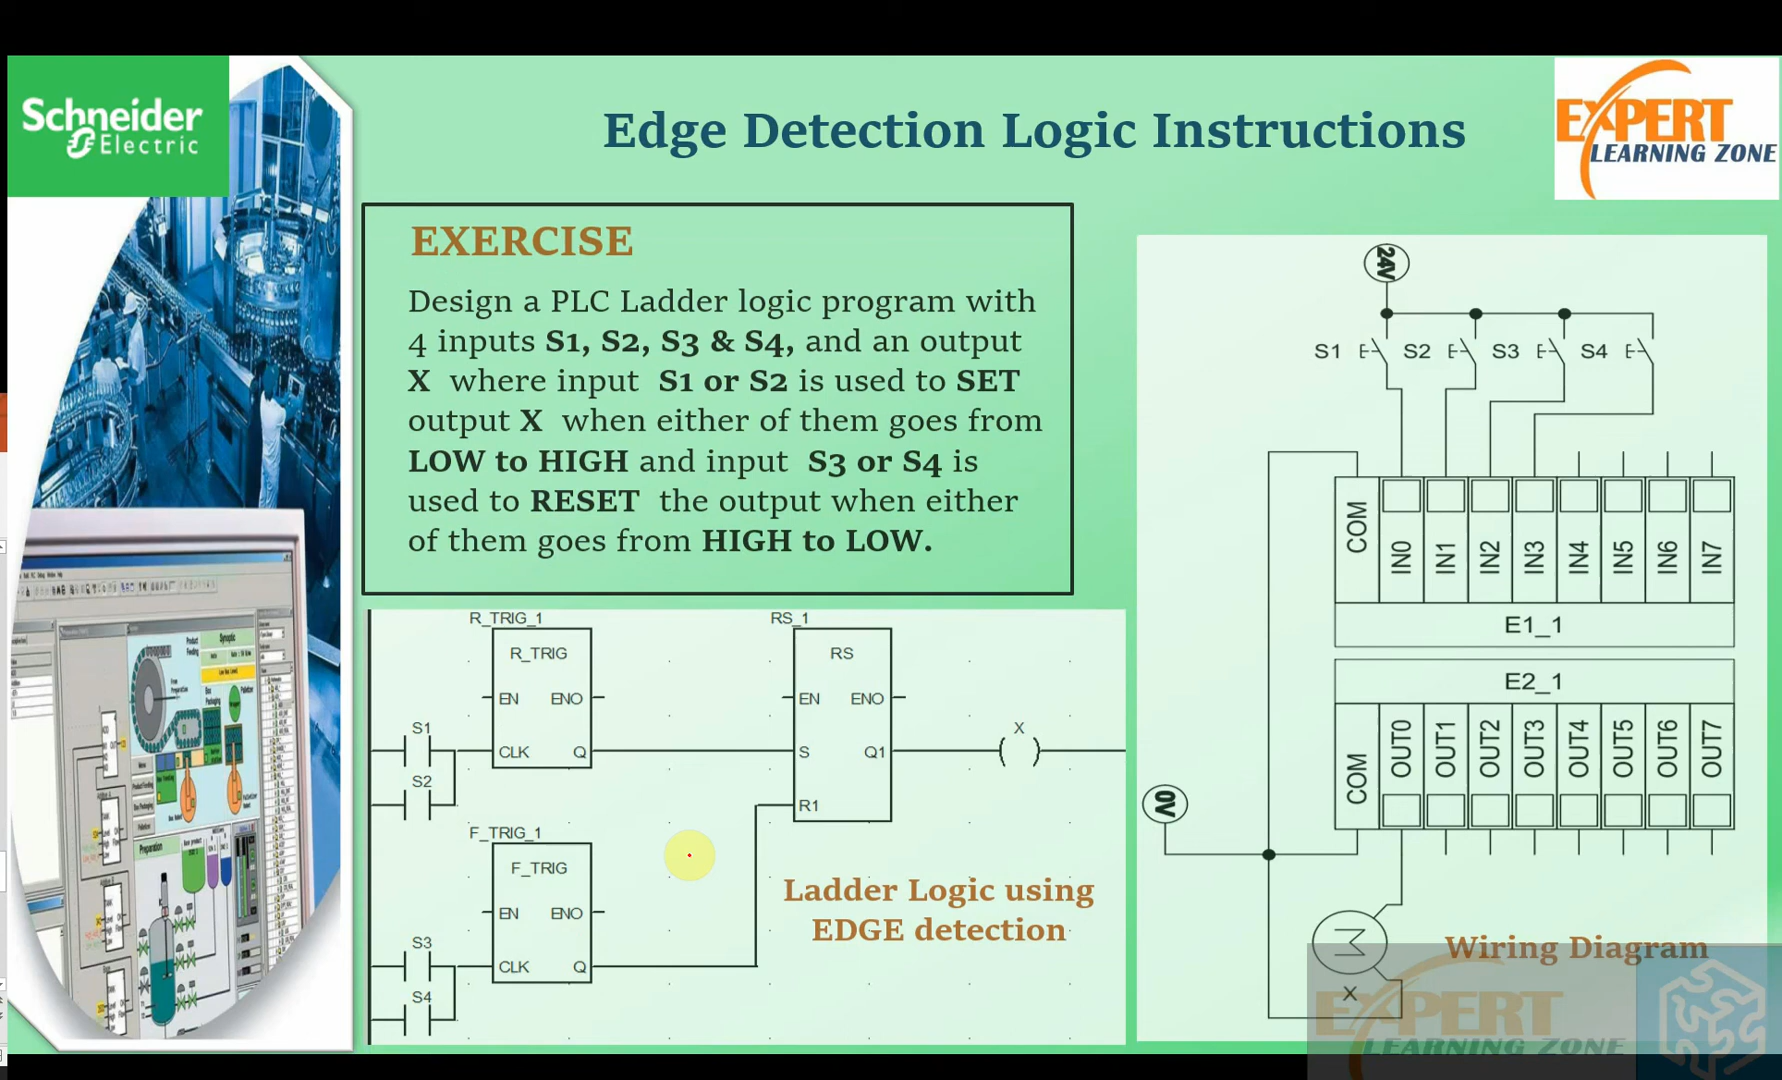 Schneider
Electric
Edge Detection Logic Instructions
EXPERT
LEARNING ZONE
EXERCISE
Design a PLC Ladder logic program with
4 inputs S1, S2, S3 & S4, and an output
X where input S1 or S2 is used to SET
output X when either of them goes from
LOW to HIGH and input S3 or S4 is
used to RESET the output when either
of them goes from HIGH to LOW.
R_TRIG_1
R_TRIG
EN ENO
S1
CLK Q
S2
RS_1
RS
EN ENO
S Q1
R1
X
F_TRIG_1
F_TRIG
EN ENO
S3
CLK Q
S4
Ladder Logic using
EDGE detection
24V
S1 S2 S3 S4
COM IN0 IN1 IN2 IN3 IN4 IN5 IN6 IN7
E1_1
E2_1
COM OUT0 OUT1 OUT2 OUT3 OUT4 OUT5 OUT6 OUT7
0V
M
X
Wiring Diagram
EXPERT
LEARNING ZONE
Preparation
Synoptic